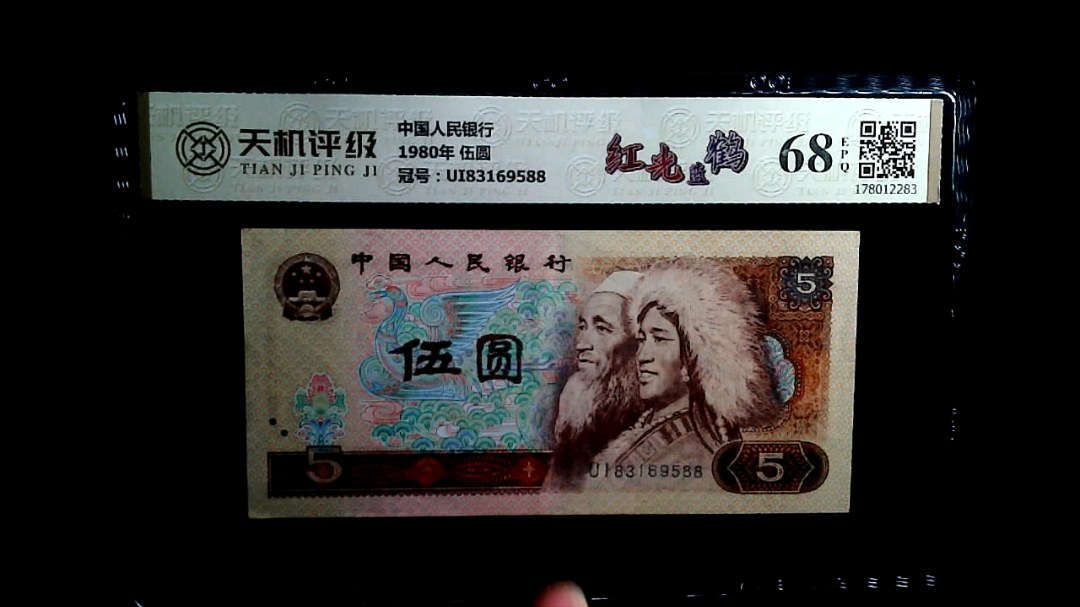 天机评级
TIAN JI PING JI
中国人民银行
1980年 伍圆
冠号：UI83169588
红光蓝鹤
68
EPQ
178012283
中国人民银行
5
伍圆
UI83169588
5
5